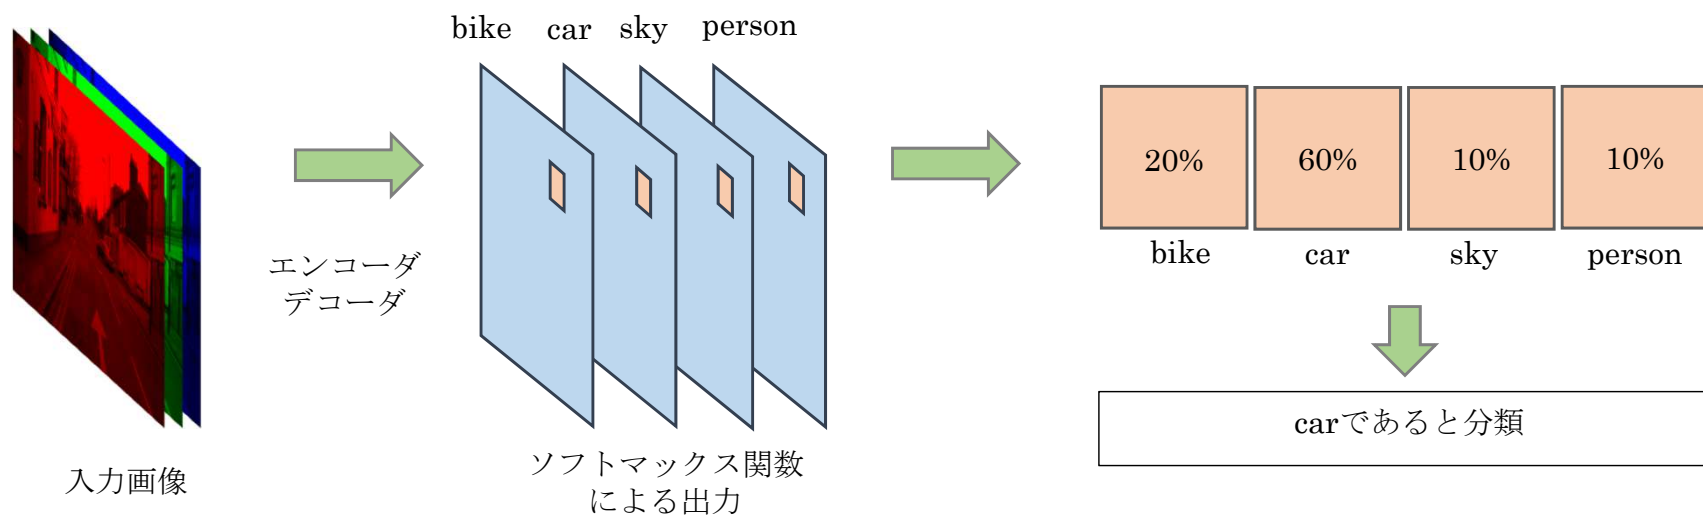 bike car sky person
エンコーダ
デコーダ
入力画像
ソフトマックス関数
による出力
20% 60% 10% 10%
bike car sky person
carであると分類